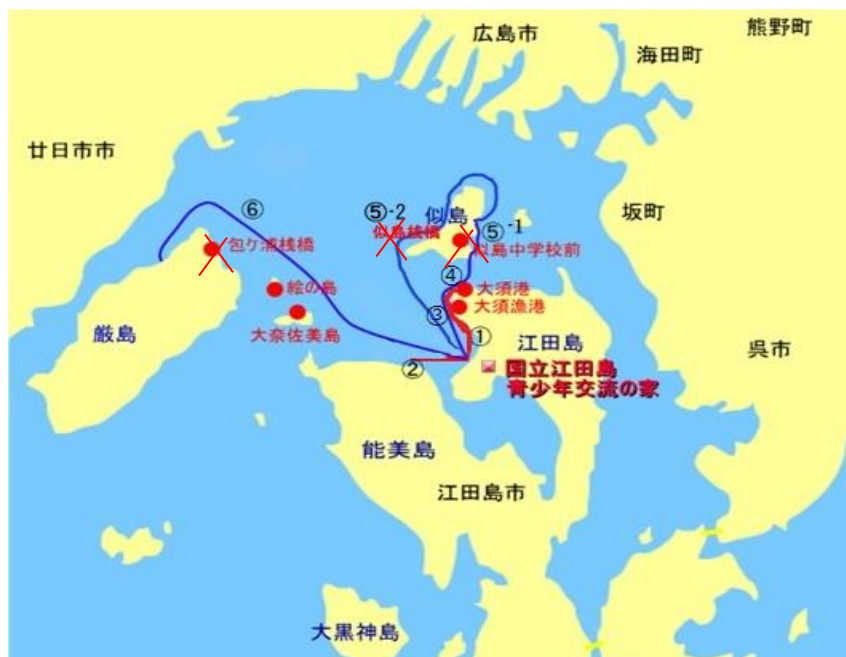 熊野町
広島市
海田町
廿日市市
⑥
⑤-2
似島
坂町
似島桟橋
⑤-1
包ケ浦桟橋
似島中学校前
④
絵の島
大須港
③
大須漁港
大奈佐美島
厳島
①
江田島
呉市
②
国立江田島
青少年交流の家
能美島
江田島市
大黒神島